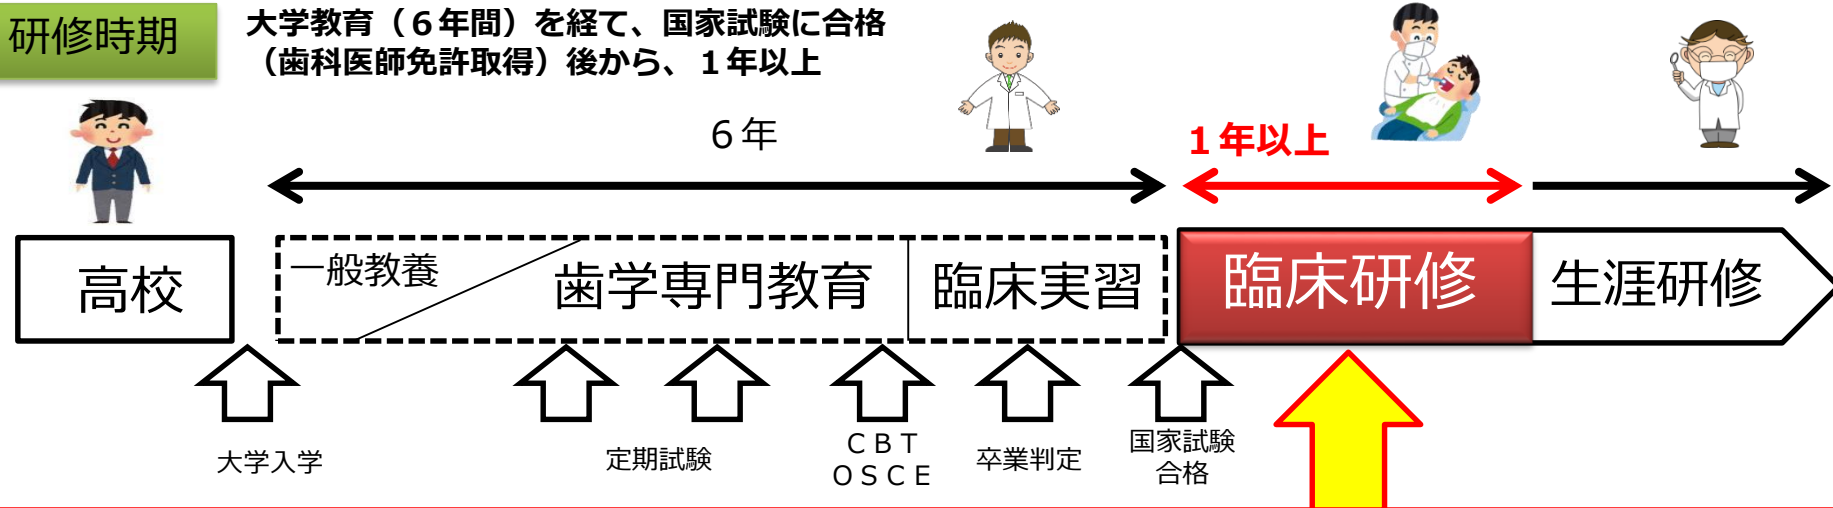 研修時期
大学教育（６年間）を経て、国家試験に合格
（歯科医師免許取得）後から、１年以上
６年
１年以上
高校
一般教養
歯学専門教育
臨床実習
臨床研修
生涯研修
大学入学
定期試験
ＣＢＴ
ＯＳＣＥ
卒業判定
国家試験
合格